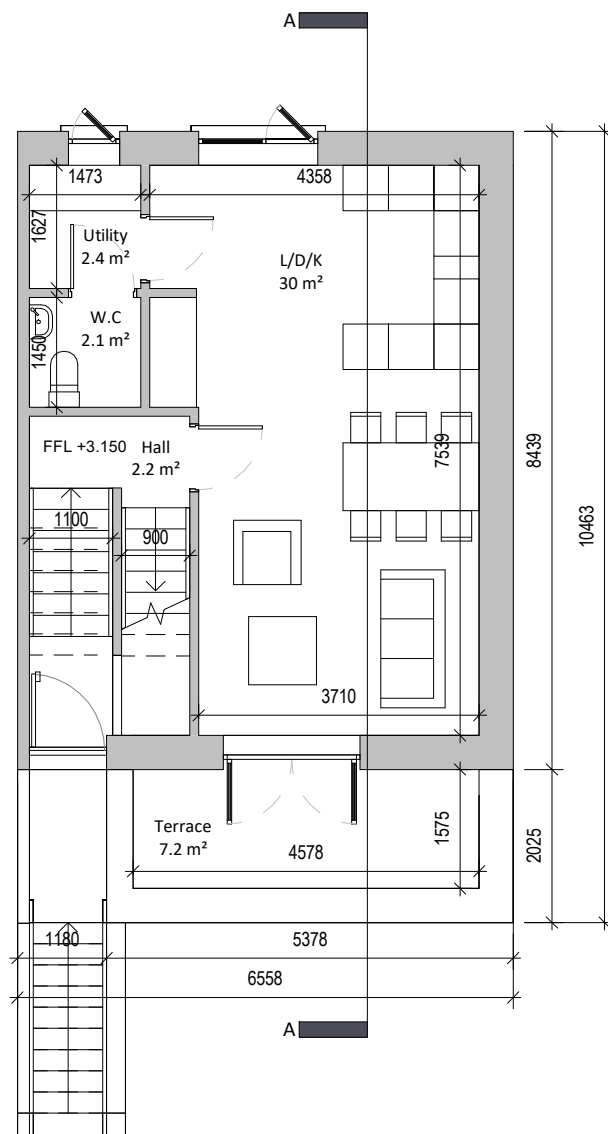 A
1473
4358
1627
Utility
2.4 m²
L/D/K
30 m²
W.C
2.1 m²
1450
FFL +3.150
Hall
2.2 m²
7539
8439
10463
1100
900
3710
Terrace
7.2 m²
4578
1575
2025
1180
5378
6558
A